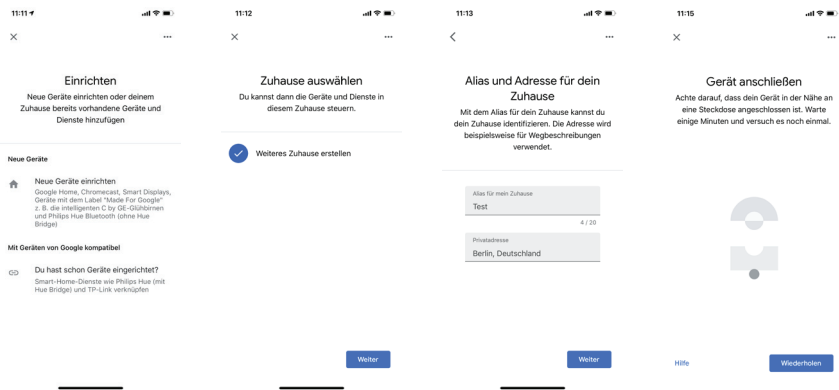 11:11
Einrichten
Neue Geräte einrichten oder deinem
Zuhause bereits vorhandene Geräte und
Dienste hinzufügen
Neue Geräte
Neue Geräte einrichten
Google Home, Chromecast, Smart Displays,
Geräte mit dem Label "Made For Google"
z. B. die intelligenten C by GE-Glühbirnen
und Philips Hue Bluetooth (ohne Hue
Bridge)
Mit Geräten von Google kompatibel
Du hast schon Geräte eingerichtet?
Smart-Home-Dienste wie Philips Hue (mit
Hue Bridge) und TP-Link verknüpfen
11:12
Zuhause auswählen
Du kannst dann die Geräte und Dienste in
diesem Zuhause steuern.
Weiteres Zuhause erstellen
Weiter
11:13
Alias und Adresse für dein
Zuhause
Mit dem Alias für dein Zuhause kannst du
dein Zuhause identifizieren. Die Adresse wird
beispielsweise für Wegbeschreibungen
verwendet.
Alias für mein Zuhause
Test
4 / 20
Privatadresse
Berlin, Deutschland
Weiter
11:15
Gerät anschließen
Achte darauf, dass dein Gerät in der Nähe an
eine Steckdose angeschlossen ist. Warte
einige Minuten und versuch es noch einmal.
Hilfe
Wiederholen